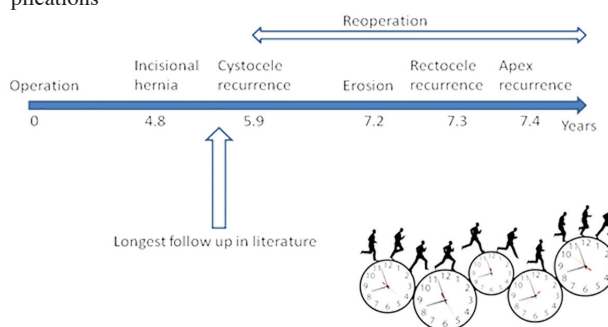 plications
Reoperation
Operation
Incisional hernia
Cystocele recurrence
Erosion
Rectocele recurrence
Apex recurrence
0 4.8 5.9 7.2 7.3 7.4 Years
Longest follow up in literature